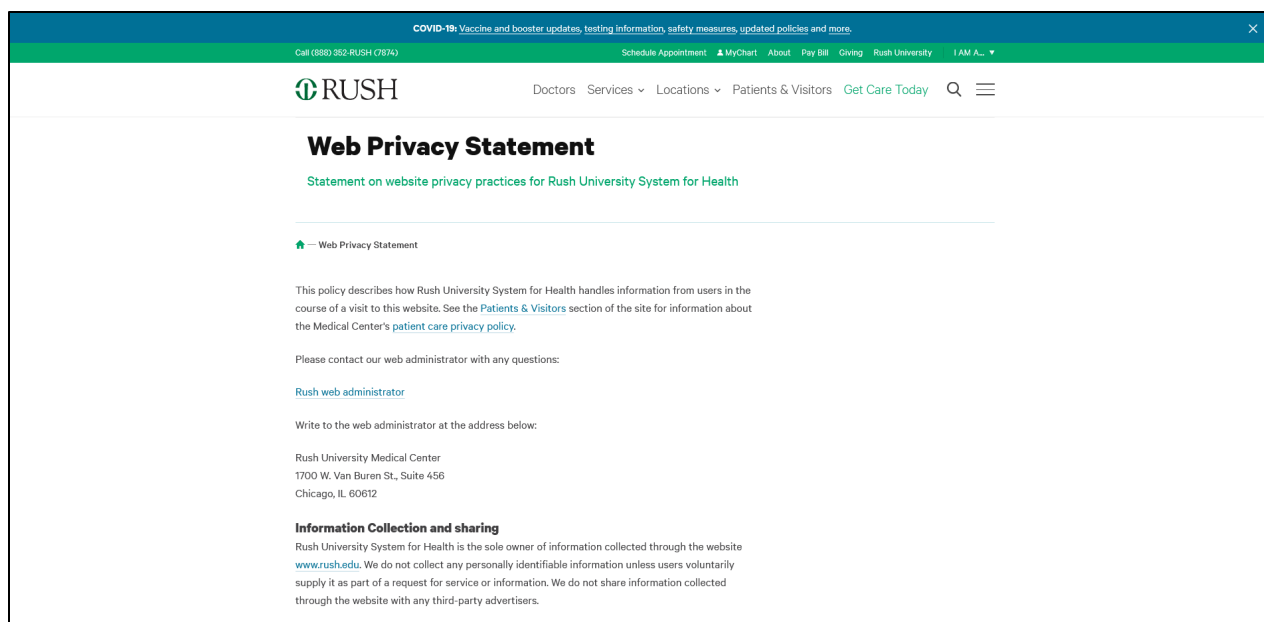 COVID-19: Vaccine and booster updates, testing information, safety measures, updated policies and more.
Call (888) 352-RUSH (7874) Schedule Appointment MyChart About Pay Bill Giving Rush University I AM A...
RUSH Doctors Services Locations Patients & Visitors Get Care Today
Web Privacy Statement
Statement on website privacy practices for Rush University System for Health
— Web Privacy Statement
This policy describes how Rush University System for Health handles information from users in the
course of a visit to this website. See the Patients & Visitors section of the site for information about
the Medical Center's patient care privacy policy.
Please contact our web administrator with any questions:
Rush web administrator
Write to the web administrator at the address below:
Rush University Medical Center
1700 W. Van Buren St., Suite 456
Chicago, IL 60612
Information Collection and sharing
Rush University System for Health is the sole owner of information collected through the website
www.rush.edu. We do not collect any personally identifiable information unless users voluntarily
supply it as part of a request for service or information. We do not share information collected
through the website with any third-party advertisers.